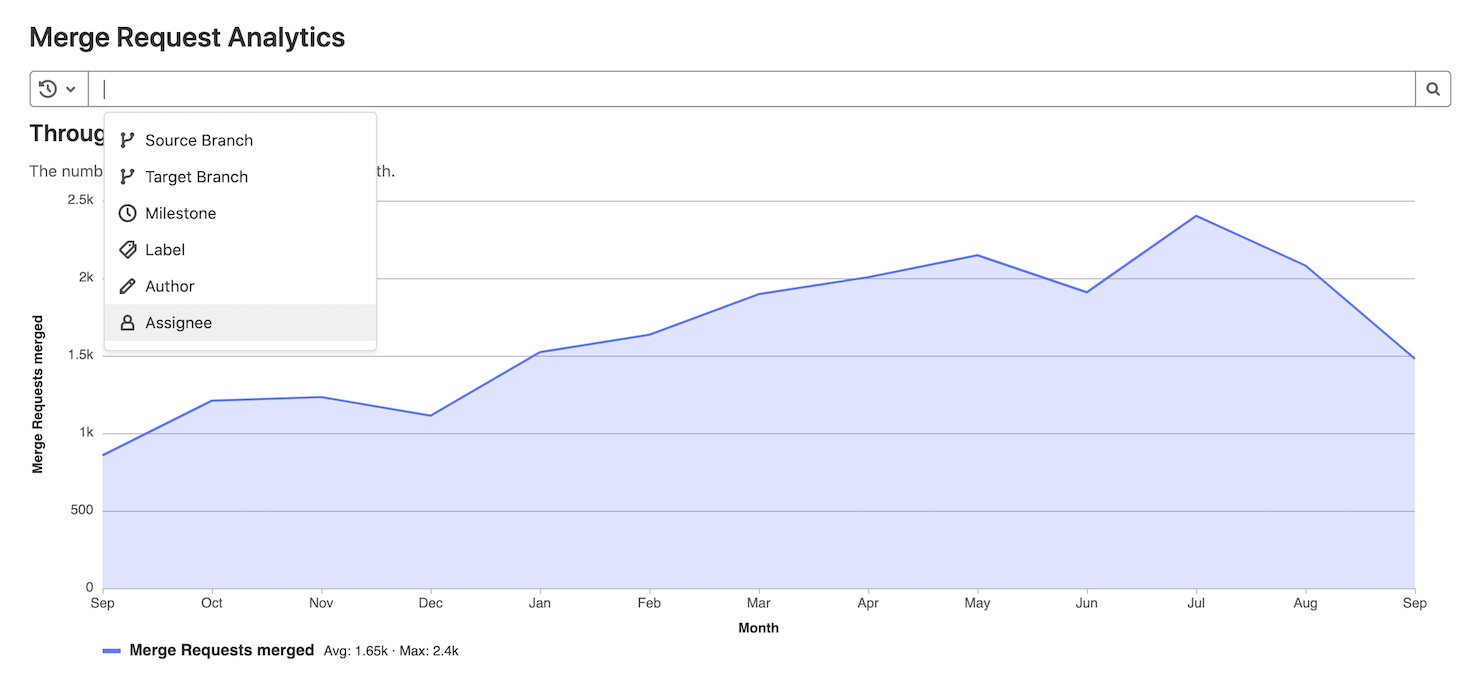 Merge Request Analytics
Throug
Source Branch
The numb th.
Target Branch
Milestone
Label
Author
Assignee
2.5k
2k
1.5k
1k
500
0
Merge Requests merged
Sep Oct Nov Dec Jan Feb Mar Apr May Jun Jul Aug Sep
Month
Merge Requests merged Avg: 1.65k · Max: 2.4k